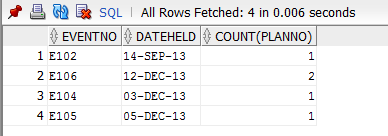 SQL | All Rows Fetched: 4 in 0.006 seconds
EVENTNO DATEHELD COUNT(PLANNO)
1 E102 14-SEP-13 1
2 E106 12-DEC-13 2
3 E104 03-DEC-13 1
4 E105 05-DEC-13 1